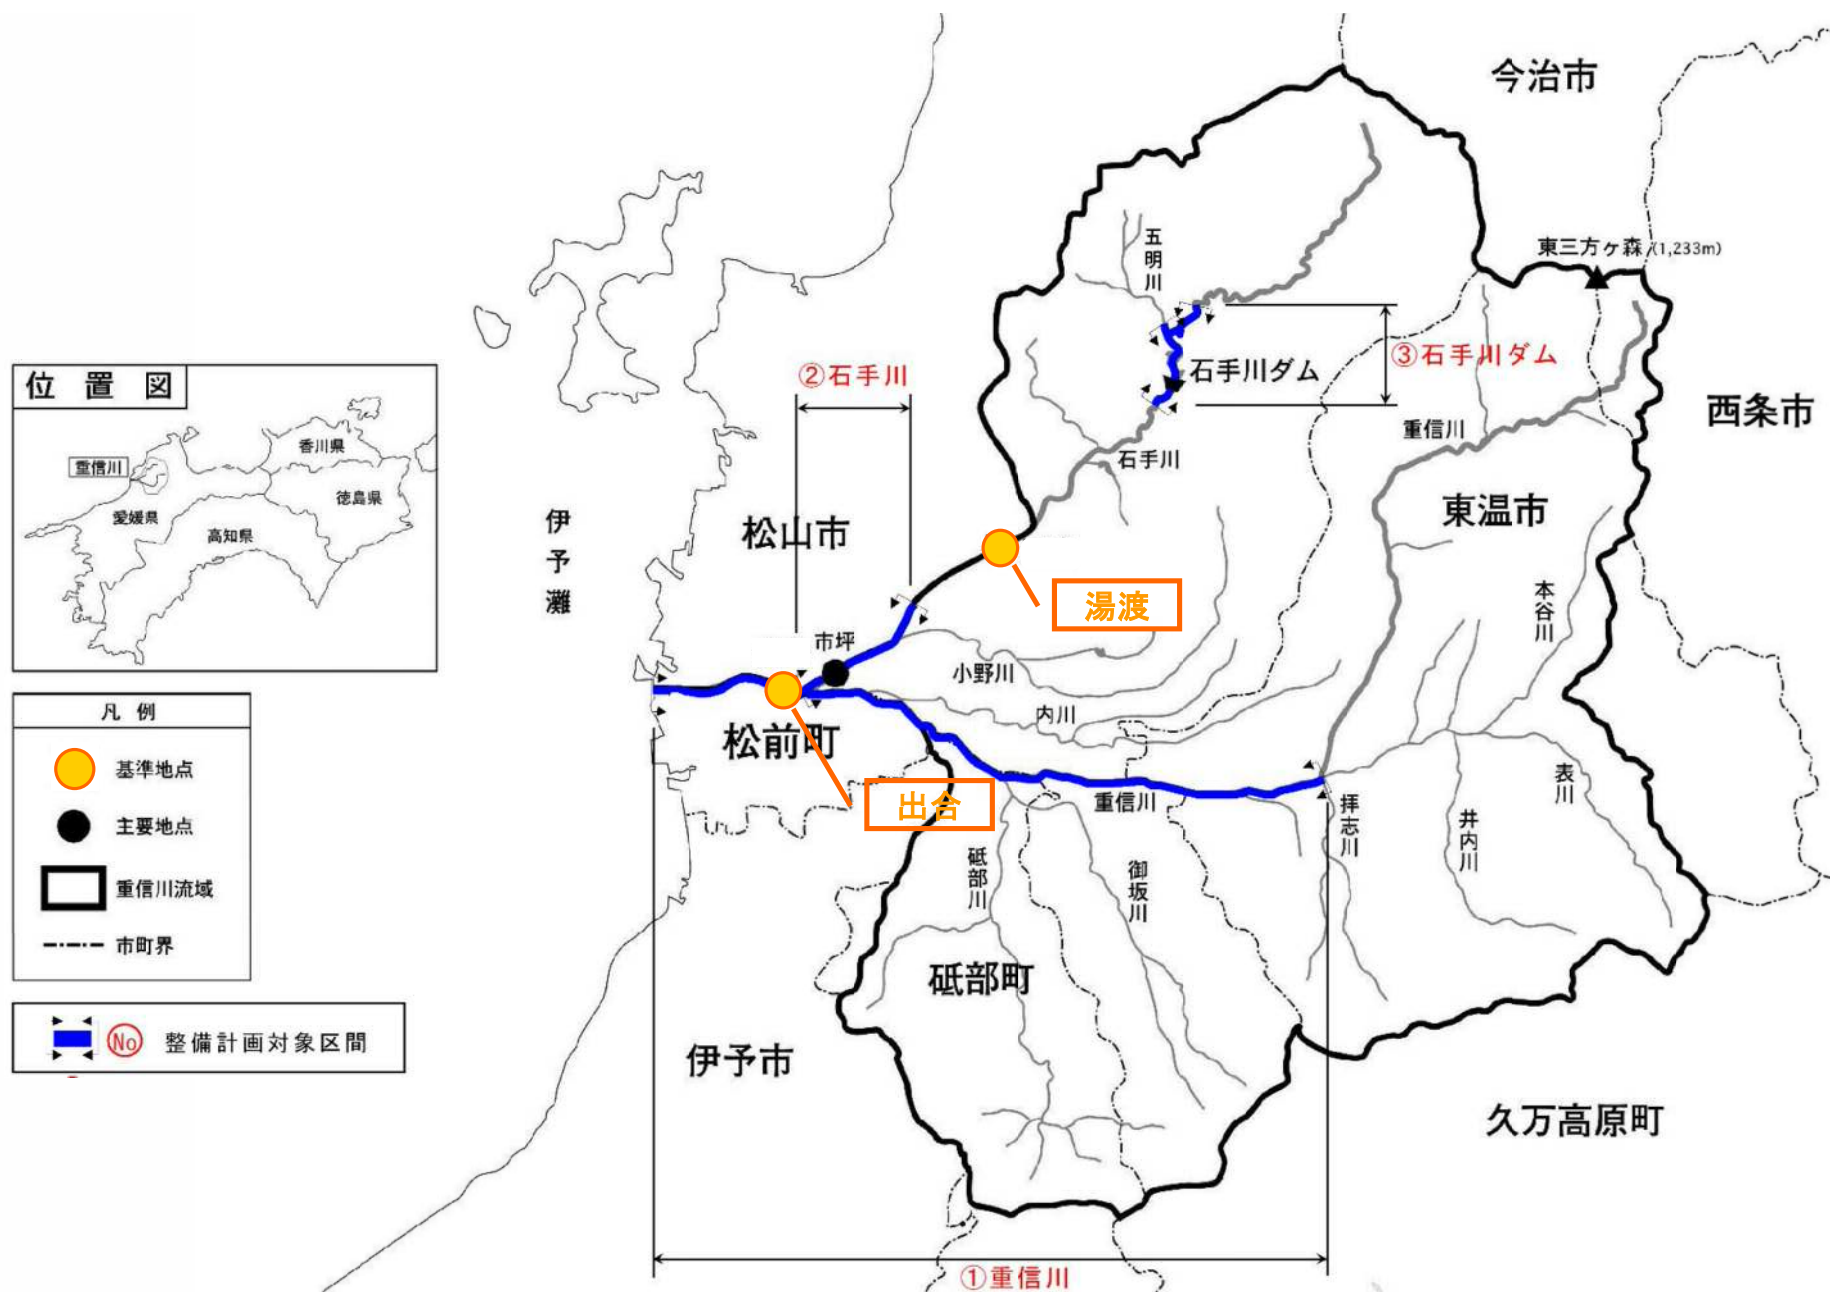 今治市
東三方ヶ森 (1,233m)
五明川
③石手川ダム
石手川ダム
②石手川
位置図
香川県
重信川
徳島県
愛媛県
高知県
西条市
重信川
石手川
東温市
伊予灘
松山市
湯渡
本谷川
市坪
小野川
内川
松前町
凡例
基準地点
主要地点
重信川流域
市町界
出合
重信川
表川
拝志川
井内川
砥部川
御坂川
砥部町
No 整備計画対象区間
伊予市
久万高原町
①重信川